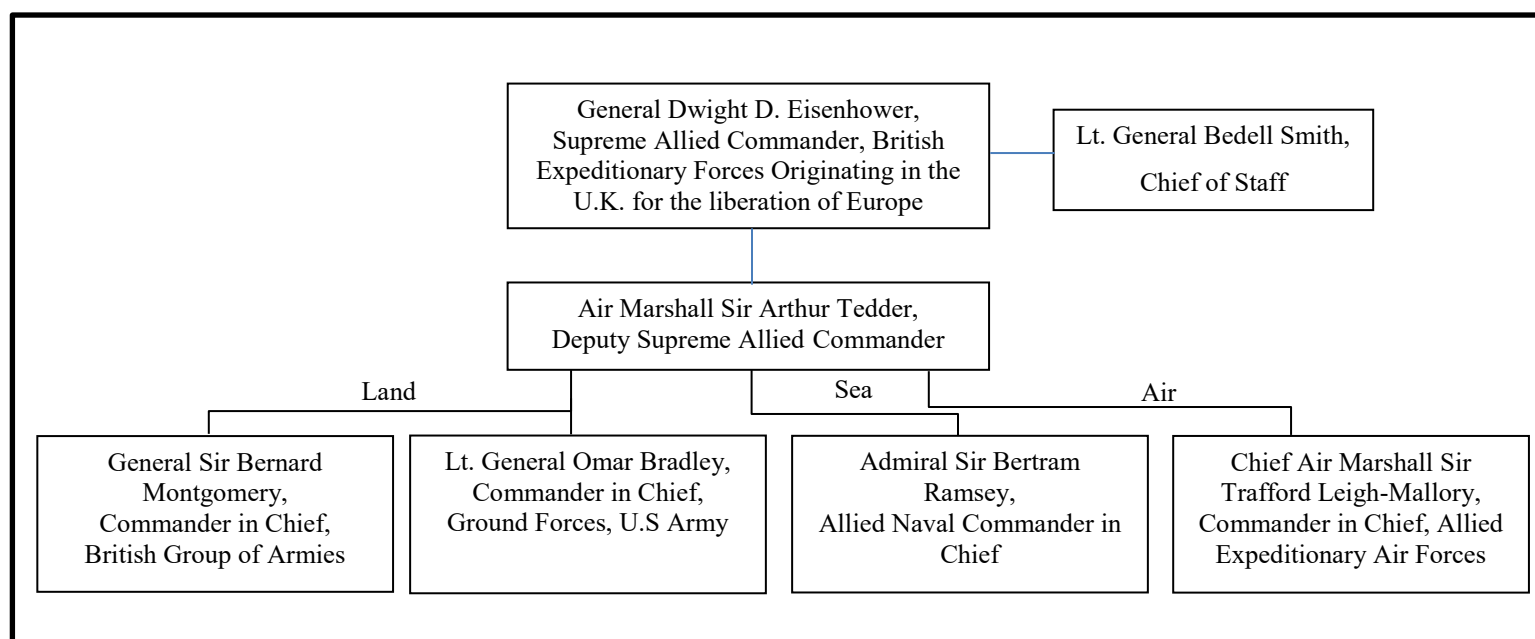 General Dwight D. Eisenhower,
Supreme Allied Commander, British
Expeditionary Forces Originating in the
U.K. for the liberation of Europe
Lt. General Bedell Smith,
Chief of Staff
Air Marshall Sir Arthur Tedder,
Deputy Supreme Allied Commander
Land
Sea
Air
General Sir Bernard
Montgomery,
Commander in Chief,
British Group of Armies
Lt. General Omar Bradley,
Commander in Chief,
Ground Forces, U.S Army
Admiral Sir Bertram
Ramsey,
Allied Naval Commander in
Chief
Chief Air Marshall Sir
Trafford Leigh-Mallory,
Commander in Chief, Allied
Expeditionary Air Forces